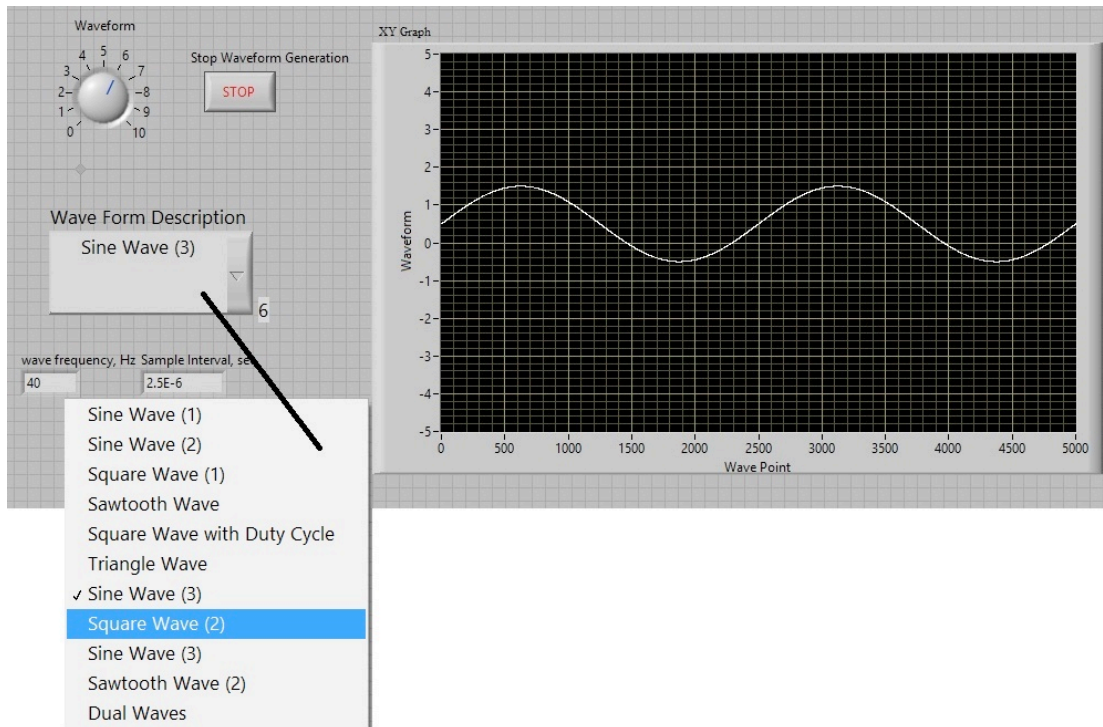 Waveform
0 1 2 3 4 5 6 7 8 9 10
Stop Waveform Generation
STOP
Wave Form Description
Sine Wave (3)
6
wave frequency, Hz
40
Sample Interval, se
2.5E-6
Sine Wave (1)
Sine Wave (2)
Square Wave (1)
Sawtooth Wave
Square Wave with Duty Cycle
Triangle Wave
✓ Sine Wave (3)
Square Wave (2)
Sine Wave (3)
Sawtooth Wave (2)
Dual Waves
XY Graph
Waveform
5
4
3
2
1
0
-1
-2
-3
-4
-5
0 500 1000 1500 2000 2500 3000 3500 4000 4500 5000
Wave Point